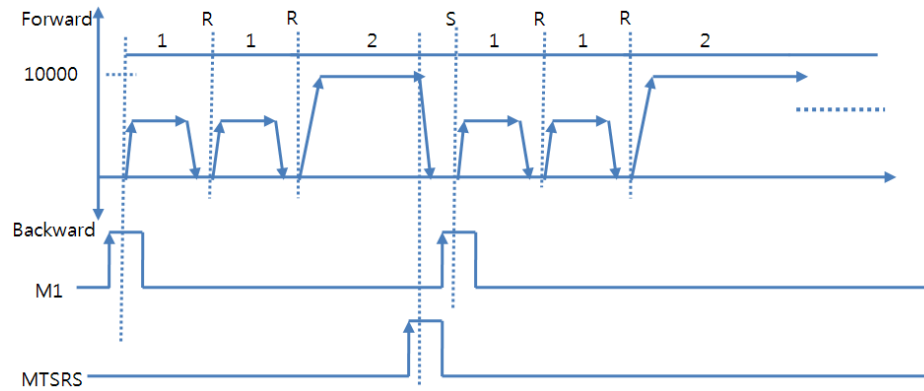 Forward R R S R R
1 1 2 1 1 2
10000
Backward
M1
MTSRS